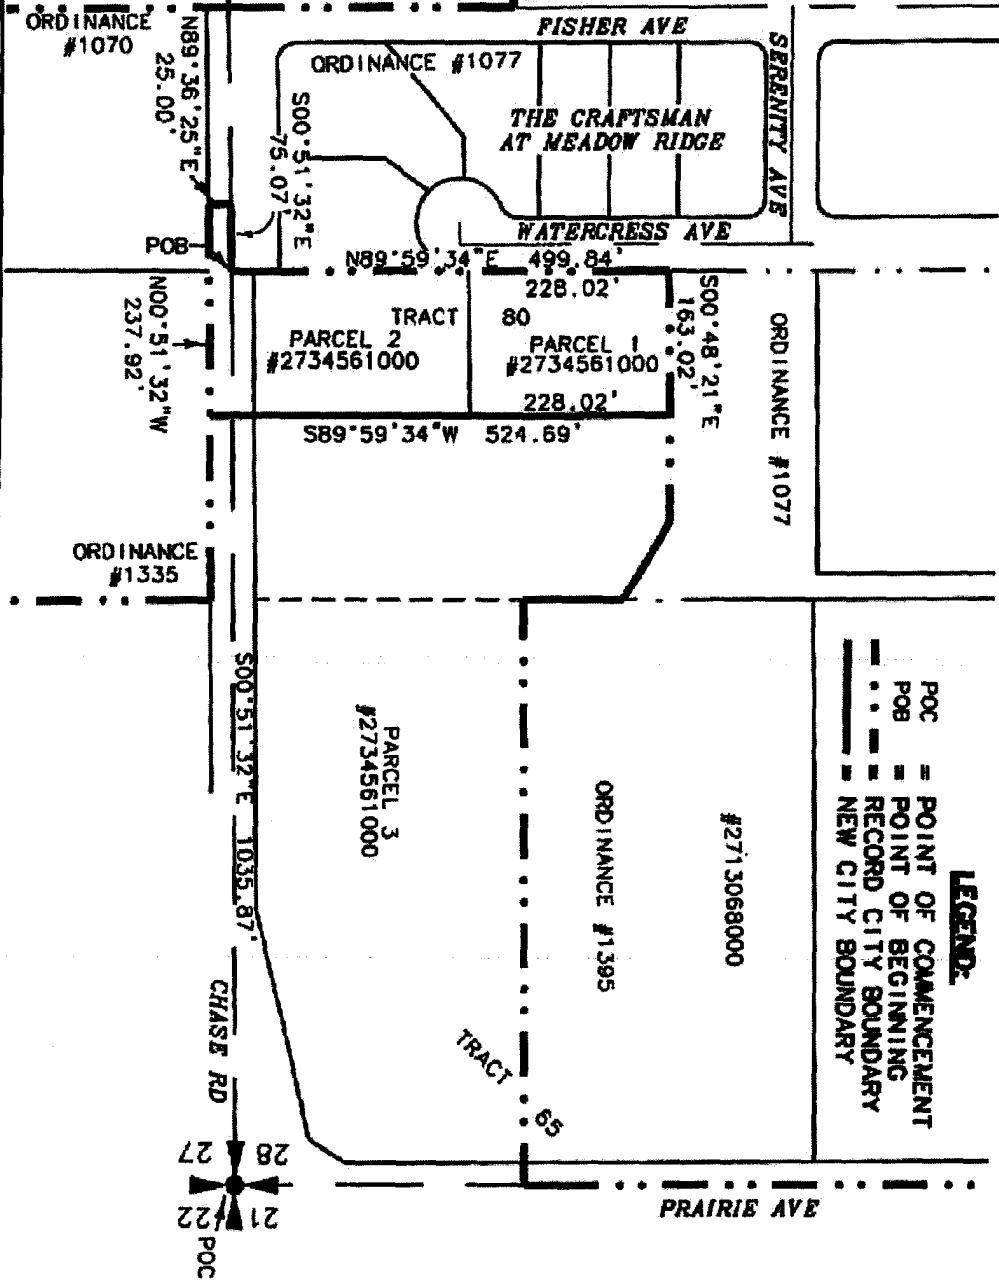 ORDINANCE
#1070
N89°36'25"E
25.00'
FISHER AVE
ORDINANCE #1077
SERENITY AVE
THE CRAFTSMAN
AT MEADOW RIDGE
S00°51'32"E
75.07'
WATERCRESS AVE
POB
N89°59'34"E 499.84'
228.02'
TRACT 80
PARCEL 2
#2734561000
PARCEL 1
#2734561000
228.02'
S00°48'21"E
163.02'
ORDINANCE #1077
N00°51'32"W
237.92'
S89°59'34"W 524.69'
ORDINANCE
#1335
S00°51'32"E 1035.87'
PARCEL 3
#2734561000
ORDINANCE #1395
#2713068000
LEGEND:
POC = POINT OF COMMENCEMENT
POB = POINT OF BEGINNING
= RECORD CITY BOUNDARY
= NEW CITY BOUNDARY
CHASE RD
TRACT 65
27 28
22 21
POC
PRAIRIE AVE